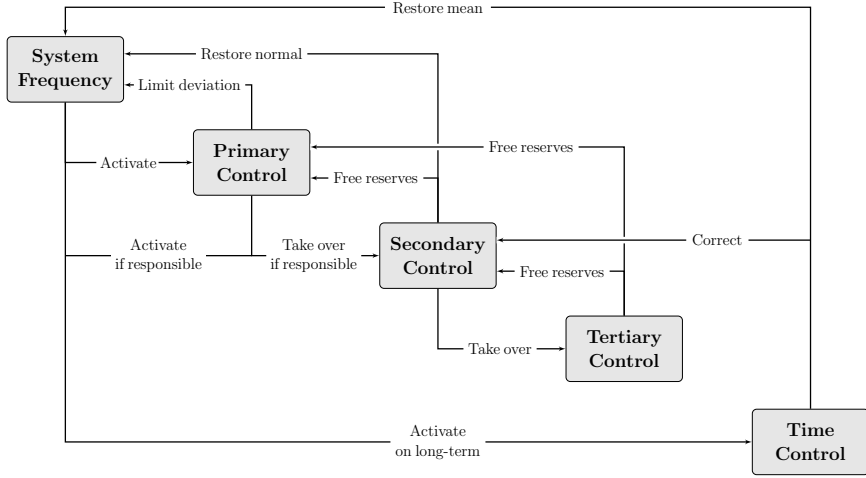 Restore mean
System
Frequency
Restore normal
Limit deviation
Activate
Primary
Control
Free reserves
Free reserves
Activate
if responsible
Take over
if responsible
Secondary
Control
Correct
Free reserves
Take over
Tertiary
Control
Activate
on long-term
Time
Control